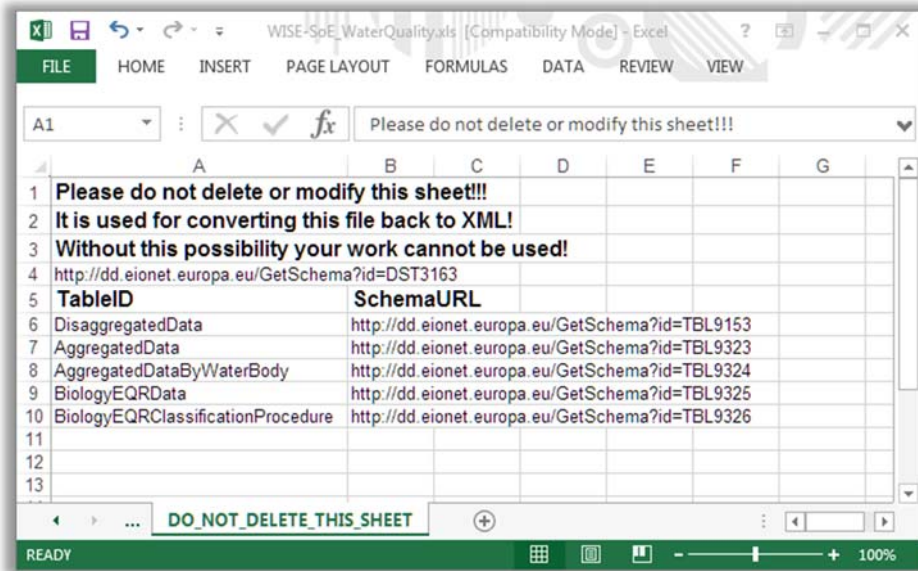 WISE-SoE_WaterQuality.xls [Compatibility Mode] - Excel ?
FILE HOME INSERT PAGE LAYOUT FORMULAS DATA REVIEW VIEW
A1 fx Please do not delete or modify this sheet!!!
A B C D E F G
1 Please do not delete or modify this sheet!!!
2 It is used for converting this file back to XML!
3 Without this possibility your work cannot be used!
4 http://dd.eionet.europa.eu/GetSchema?id=DST3163
5 TableID SchemaURL
6 DisaggregatedData http://dd.eionet.europa.eu/GetSchema?id=TBL9153
7 AggregatedData http://dd.eionet.europa.eu/GetSchema?id=TBL9323
8 AggregatedDataByWaterBody http://dd.eionet.europa.eu/GetSchema?id=TBL9324
9 BiologyEQRData http://dd.eionet.europa.eu/GetSchema?id=TBL9325
10 BiologyEQRClassificationProcedure http://dd.eionet.europa.eu/GetSchema?id=TBL9326
11
12
13
... DO_NOT_DELETE_THIS_SHEET
READY 100%